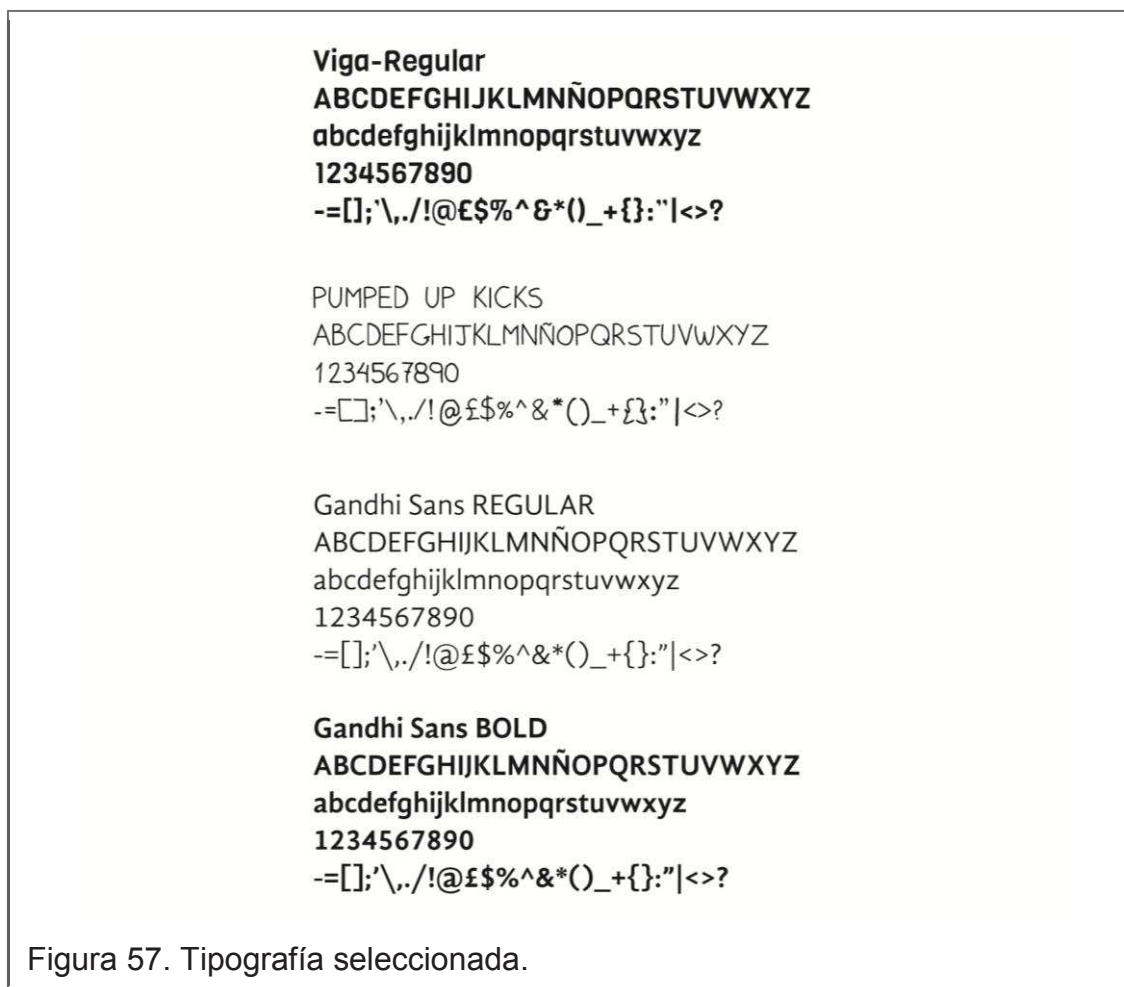 Viga-Regular
ABCDEFGHIJKLMNÑOPQRSTUVWXYZ
abcdefghijklmnopqrstuvwxyz
1234567890
-=[];'\,./!@£$%^&*()_+{}:"|<>?
PUMPED UP KICKS
ABCDEFGHIJKLMNÑOPQRSTUVWXYZ
1234567890
-=[];'\,./!@£$%^&*()_+{}:"|<>?
Gandhi Sans REGULAR
ABCDEFGHIJKLMNÑOPQRSTUVWXYZ
abcdefghijklmnopqrstuvwxyz
1234567890
-=[];'\,./!@£$%^&*()_+{}:"|<>?
Gandhi Sans BOLD
ABCDEFGHIJKLMNÑOPQRSTUVWXYZ
abcdefghijklmnopqrstuvwxyz
1234567890
-=[];'\,./!@£$%^&*()_+{}:"|<>?
Figura 57. Tipografía seleccionada.